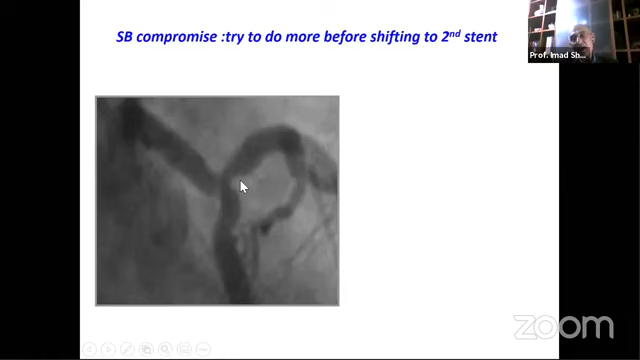 SB compromise :try to do more before shifting to 2nd stent
Prof. Imad Sh...
zoom